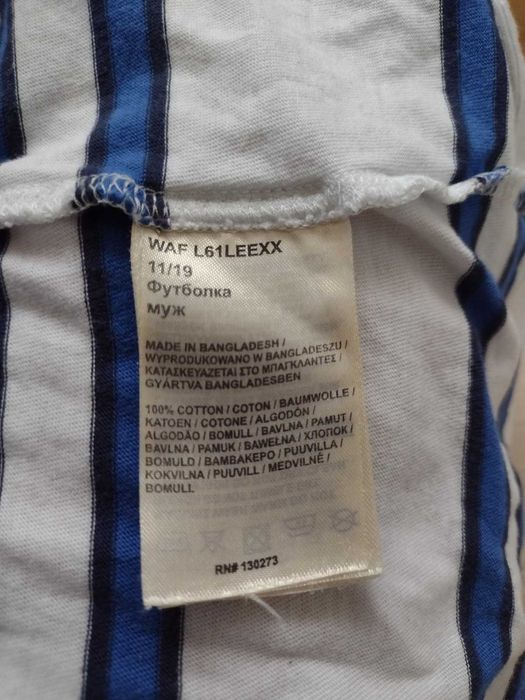 WAF L61LEEXX
11/19
Футболка
муж
MADE IN BANGLADESH /
WYPRODUKOWANO W BANGLADESZU /
ΚΑΤΑΣΚΕΥΑΖΕΤΑΙ ΣΤΟ ΜΠΑΓΚΛΑΝΤΕΣ /
GYÁRTVA BANGLADESBEN
100% COTTON / COTON / BAUMWOLLE /
KATOEN / COTONE / ALGODÓN /
ALGODÃO / BOMULL / BAVLNA / PAMUT /
BAVLNA / PAMUK / BAWEŁNA / ХЛОПОК /
BOMULD / ΒΑΜΒΑΚΕΡΟ / PUUVILLA /
KOKVILNA / PUUVILL / MEDVILNĖ /
BOMULL
RN# 130273